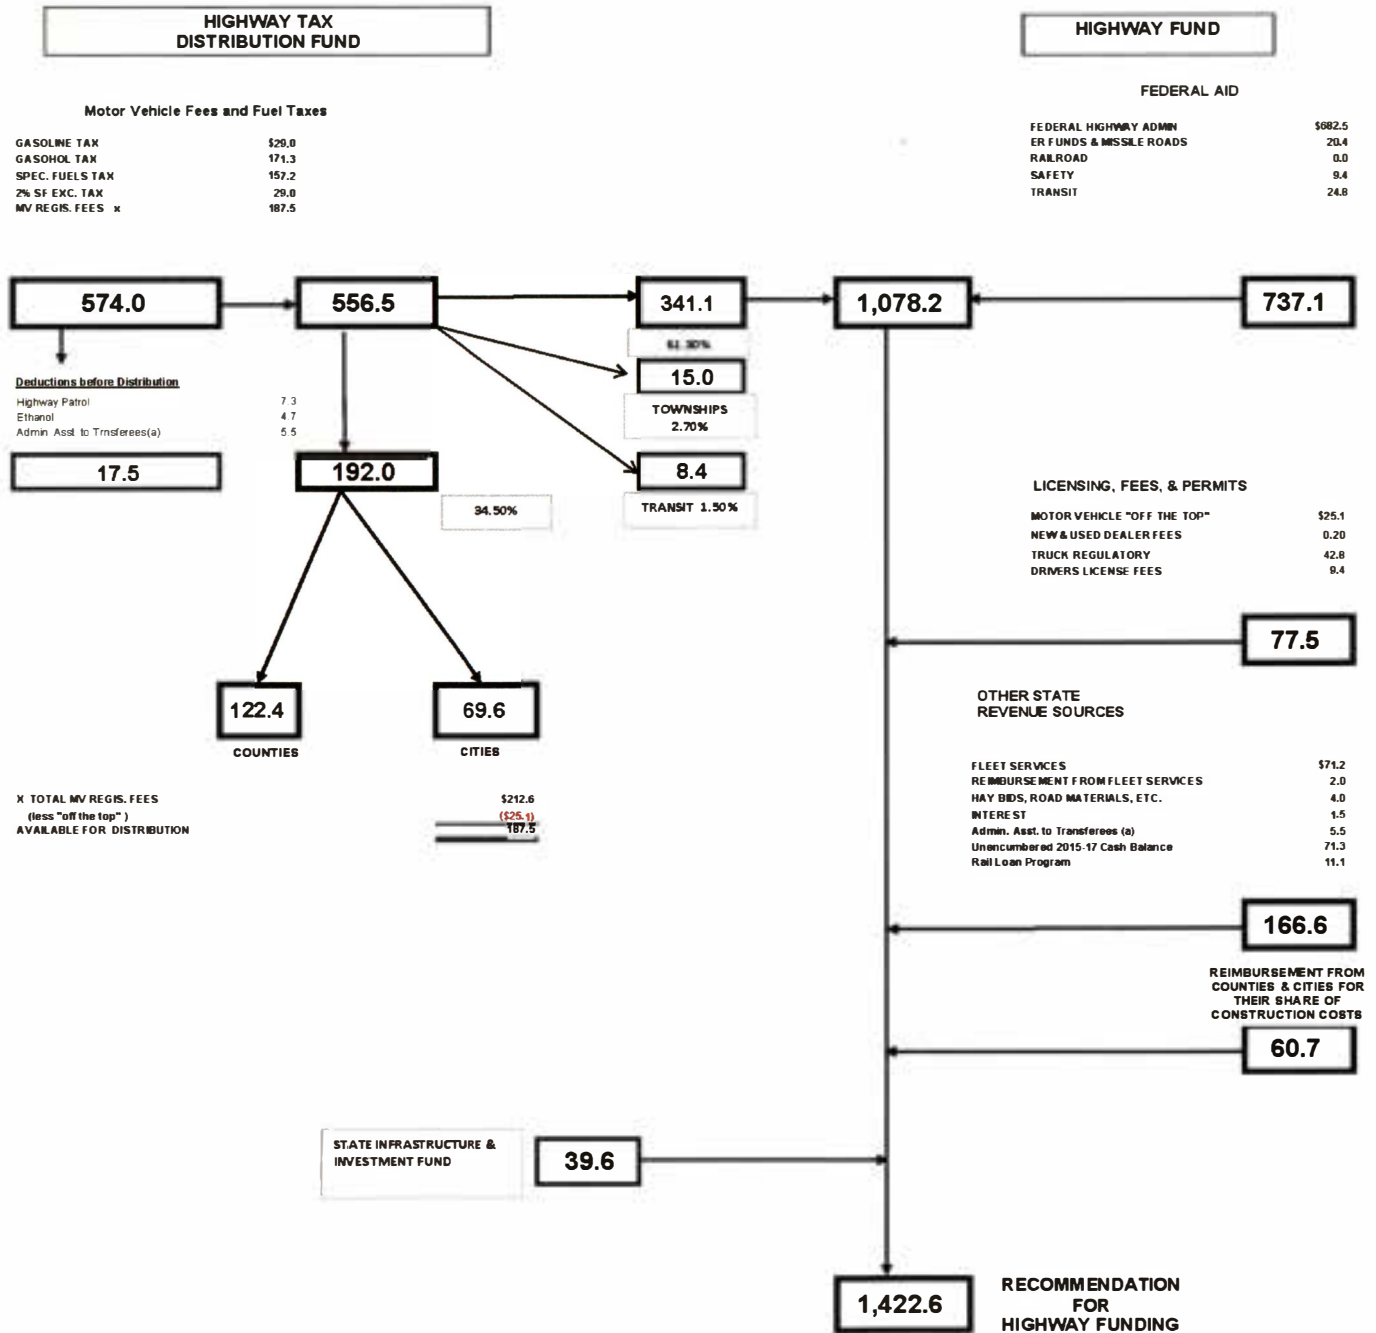 HIGHWAY TAX
DISTRIBUTION FUND
HIGHWAY FUND
Motor Vehicle Fees and Fuel Taxes
GASOLINE TAX $29.0
GASOHOL TAX 171.3
SPEC. FUELS TAX 157.2
2% SF EXC. TAX 29.0
MV REGIS. FEES x 187.5
FEDERAL AID
FEDERAL HIGHWAY ADMIN $682.5
ER FUNDS & MISSILE ROADS 20.4
RAILROAD 0.0
SAFETY 9.4
TRANSIT 24.8
574.0
556.5
341.1
1,078.2
737.1
61.30%
15.0
TOWNSHIPS
2.70%
8.4
TRANSIT 1.50%
Deductions before Distribution
Highway Patrol 7.3
Ethanol 4.7
Admin Asst to Trnsferees(a) 5.5
17.5
192.0
34.50%
122.4
COUNTIES
69.6
CITIES
X TOTAL MV REGIS. FEES $212.6
(less "off the top" ) ($25.1)
AVAILABLE FOR DISTRIBUTION 187.5
LICENSING, FEES, & PERMITS
MOTOR VEHICLE "OFF THE TOP" $25.1
NEW & USED DEALER FEES 0.20
TRUCK REGULATORY 42.8
DRIVERS LICENSE FEES 9.4
77.5
OTHER STATE
REVENUE SOURCES
FLEET SERVICES $71.2
REIMBURSEMENT FROM FLEET SERVICES 2.0
HAY BIDS, ROAD MATERIALS, ETC. 4.0
INTEREST 1.5
Admin. Asst. to Transferees (a) 5.5
Unencumbered 2015-17 Cash Balance 71.3
Rail Loan Program 11.1
166.6
REIMBURSEMENT FROM
COUNTIES & CITIES FOR
THEIR SHARE OF
CONSTRUCTION COSTS
60.7
STATE INFRASTRUCTURE &
INVESTMENT FUND
39.6
1,422.6
RECOMMENDATION
FOR
HIGHWAY FUNDING